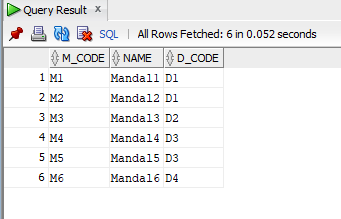 Query Result x
SQL | All Rows Fetched: 6 in 0.052 seconds
M_CODE NAME D_CODE
1 M1 Mandal1 D1
2 M2 Mandal2 D1
3 M3 Mandal3 D2
4 M4 Mandal4 D3
5 M5 Mandal5 D3
6 M6 Mandal6 D4